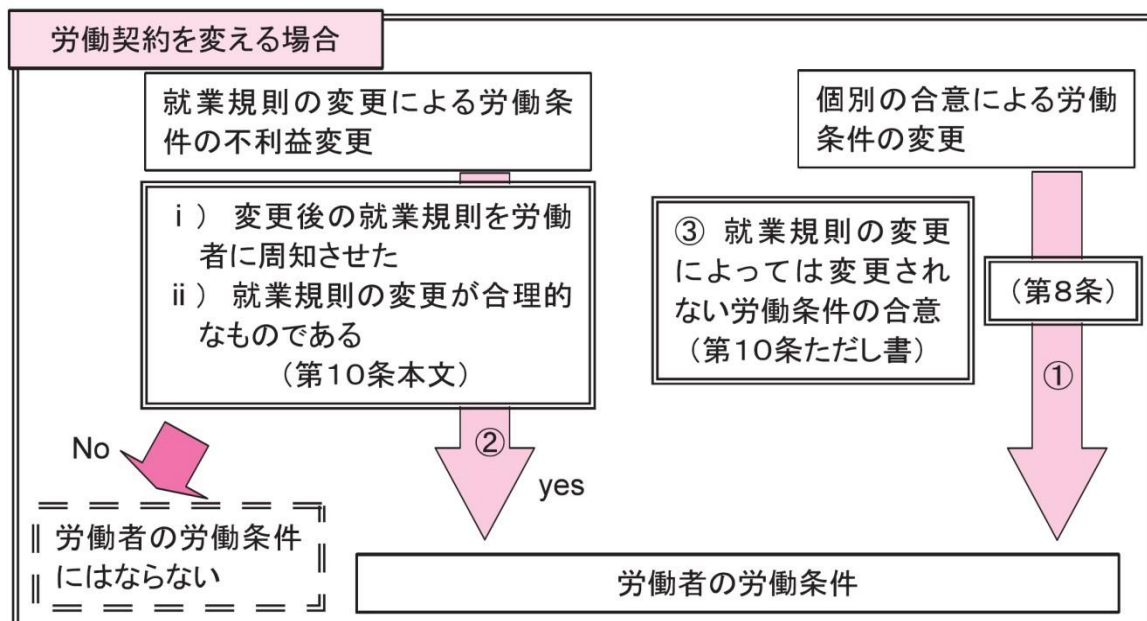 労働契約を変える場合
就業規則の変更による労働条
件の不利益変更
個別の合意による労働
条件の変更
ⅰ） 変更後の就業規則を労働
者に周知させた
ⅱ） 就業規則の変更が合理的
なものである
（第１０条本文）
③ 就業規則の変更
によっては変更され
ない労働条件の合意
（第１０条ただし書）
（第８条）
①
②
No
yes
労働者の労働条件
にはならない
労働者の労働条件